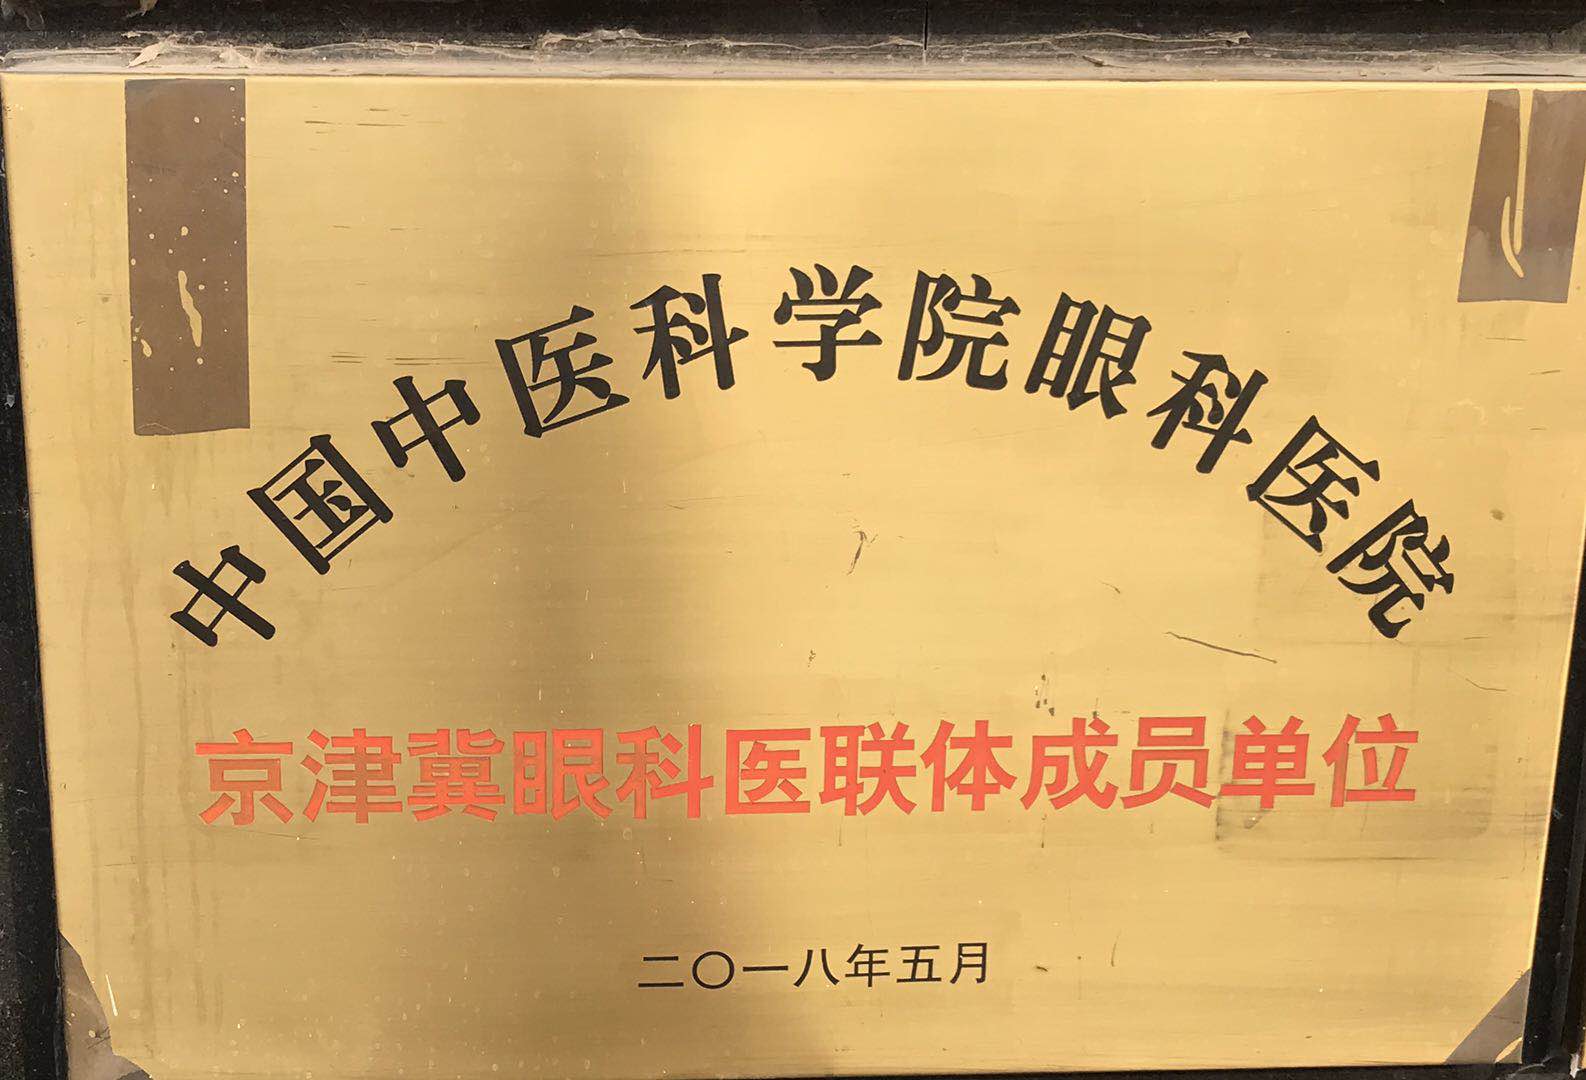 中国中医科学院眼科医院
京津冀眼科医联体成员单位
二〇一八年五月